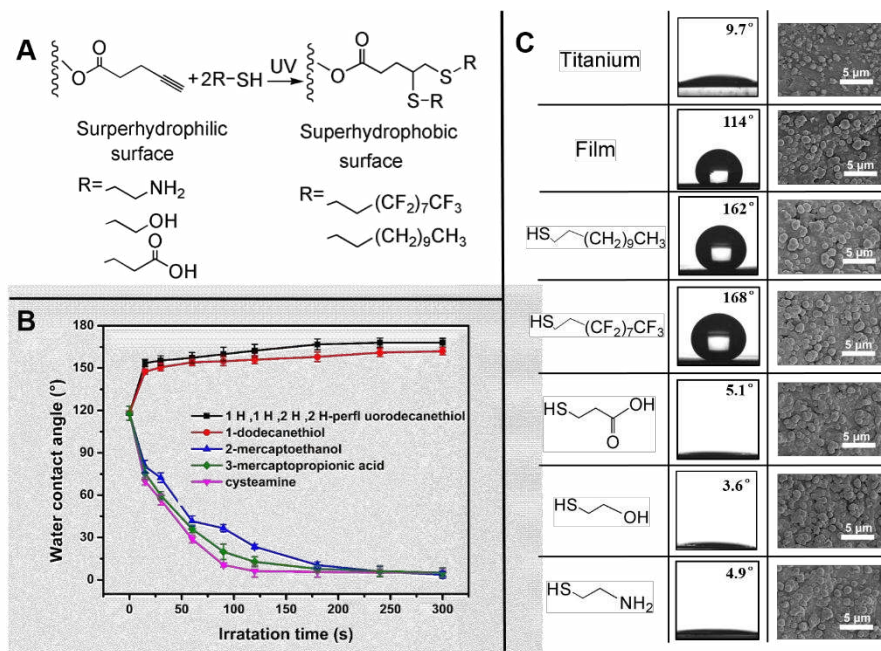 A
O
O
+2R-SH
UV
O
O
R
S
S-R
Surperhydrophilic
surface
Superhydrophobic
surface
R=
NH2
OH
O
OH
R=
(CF2)7CF3
(CH2)9CH3
B
180
150
120
90
60
30
0
Water contact angle (°)
1 H ,1 H ,2 H ,2 H-perfl uorodecanethiol
1-dodecanethiol
2-mercaptoethanol
3-mercaptopropionic acid
cysteamine
0 50 100 150 200 250 300
Irratation time (s)
C
Titanium
9.7°
5 µm
Film
114°
5 µm
HS (CH2)9CH3
162°
5 µm
HS (CF2)7CF3
168°
5 µm
HS OH
O
5.1°
5 µm
HS OH
3.6°
5 µm
HS NH2
4.9°
5 µm